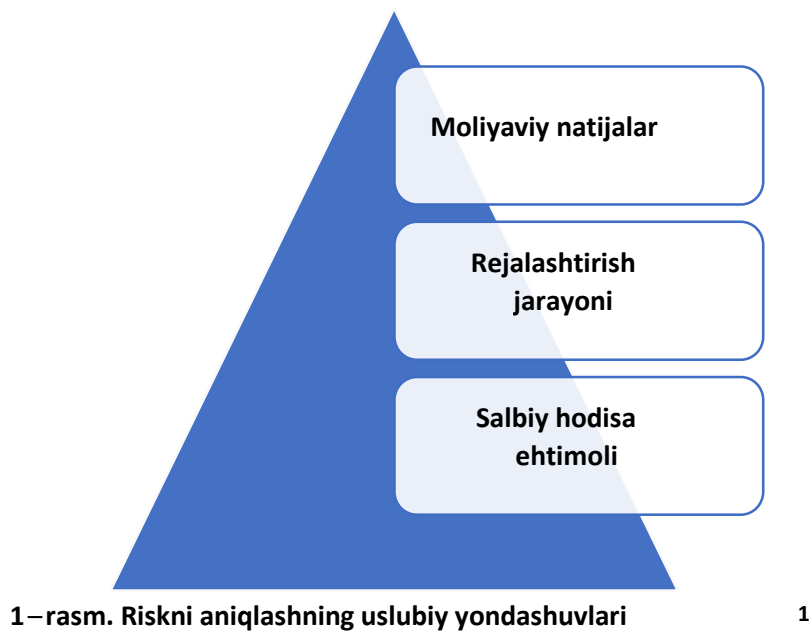 Moliyaviy natijalar
Rejalashtirish
jarayoni
Salbiy hodisa
ehtimoli
1–rasm. Riskni aniqlashning uslubiy yondashuvlari 1